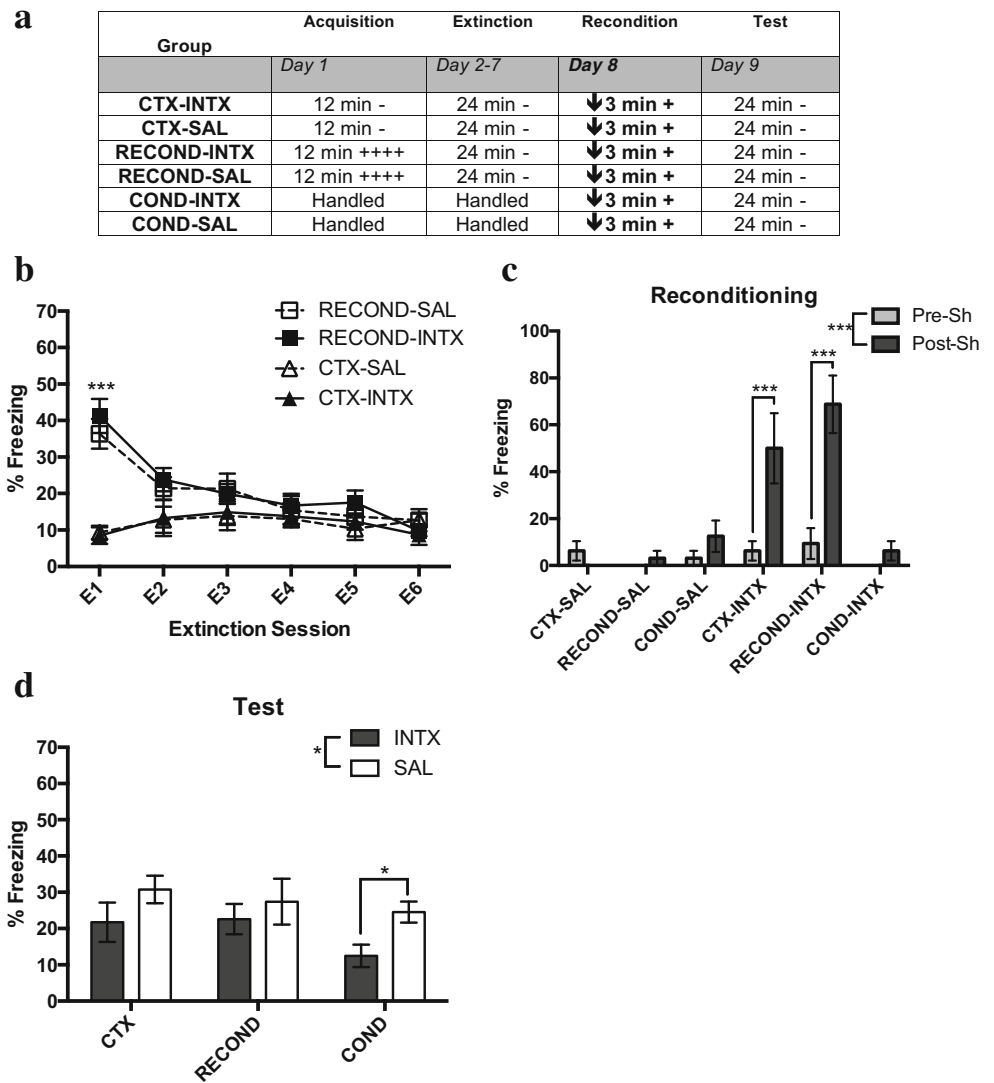 a
Group Acquisition Extinction Recondition Test
Day 1 Day 2-7 Day 8 Day 9
CTX-INTX 12 min - 24 min - ↓ 3 min + 24 min -
CTX-SAL 12 min - 24 min - ↓ 3 min + 24 min -
RECOND-INTX 12 min ++++ 24 min - ↓ 3 min + 24 min -
RECOND-SAL 12 min ++++ 24 min - ↓ 3 min + 24 min -
COND-INTX Handled Handled ↓ 3 min + 24 min -
COND-SAL Handled Handled ↓ 3 min + 24 min -
b
% Freezing
70
60
50
40
30
20
10
0
***
RECOND-SAL
RECOND-INTX
CTX-SAL
CTX-INTX
E1 E2 E3 E4 E5 E6
Extinction Session
c
Reconditioning
% Freezing
100
80
60
40
20
0
***
Pre-Sh
Post-Sh
*** ***
CTX-SAL RECOND-SAL COND-SAL CTX-INTX RECOND-INTX COND-INTX
d
Test
% Freezing
70
60
50
40
30
20
10
0
*
INTX
SAL
*
CTX RECOND COND